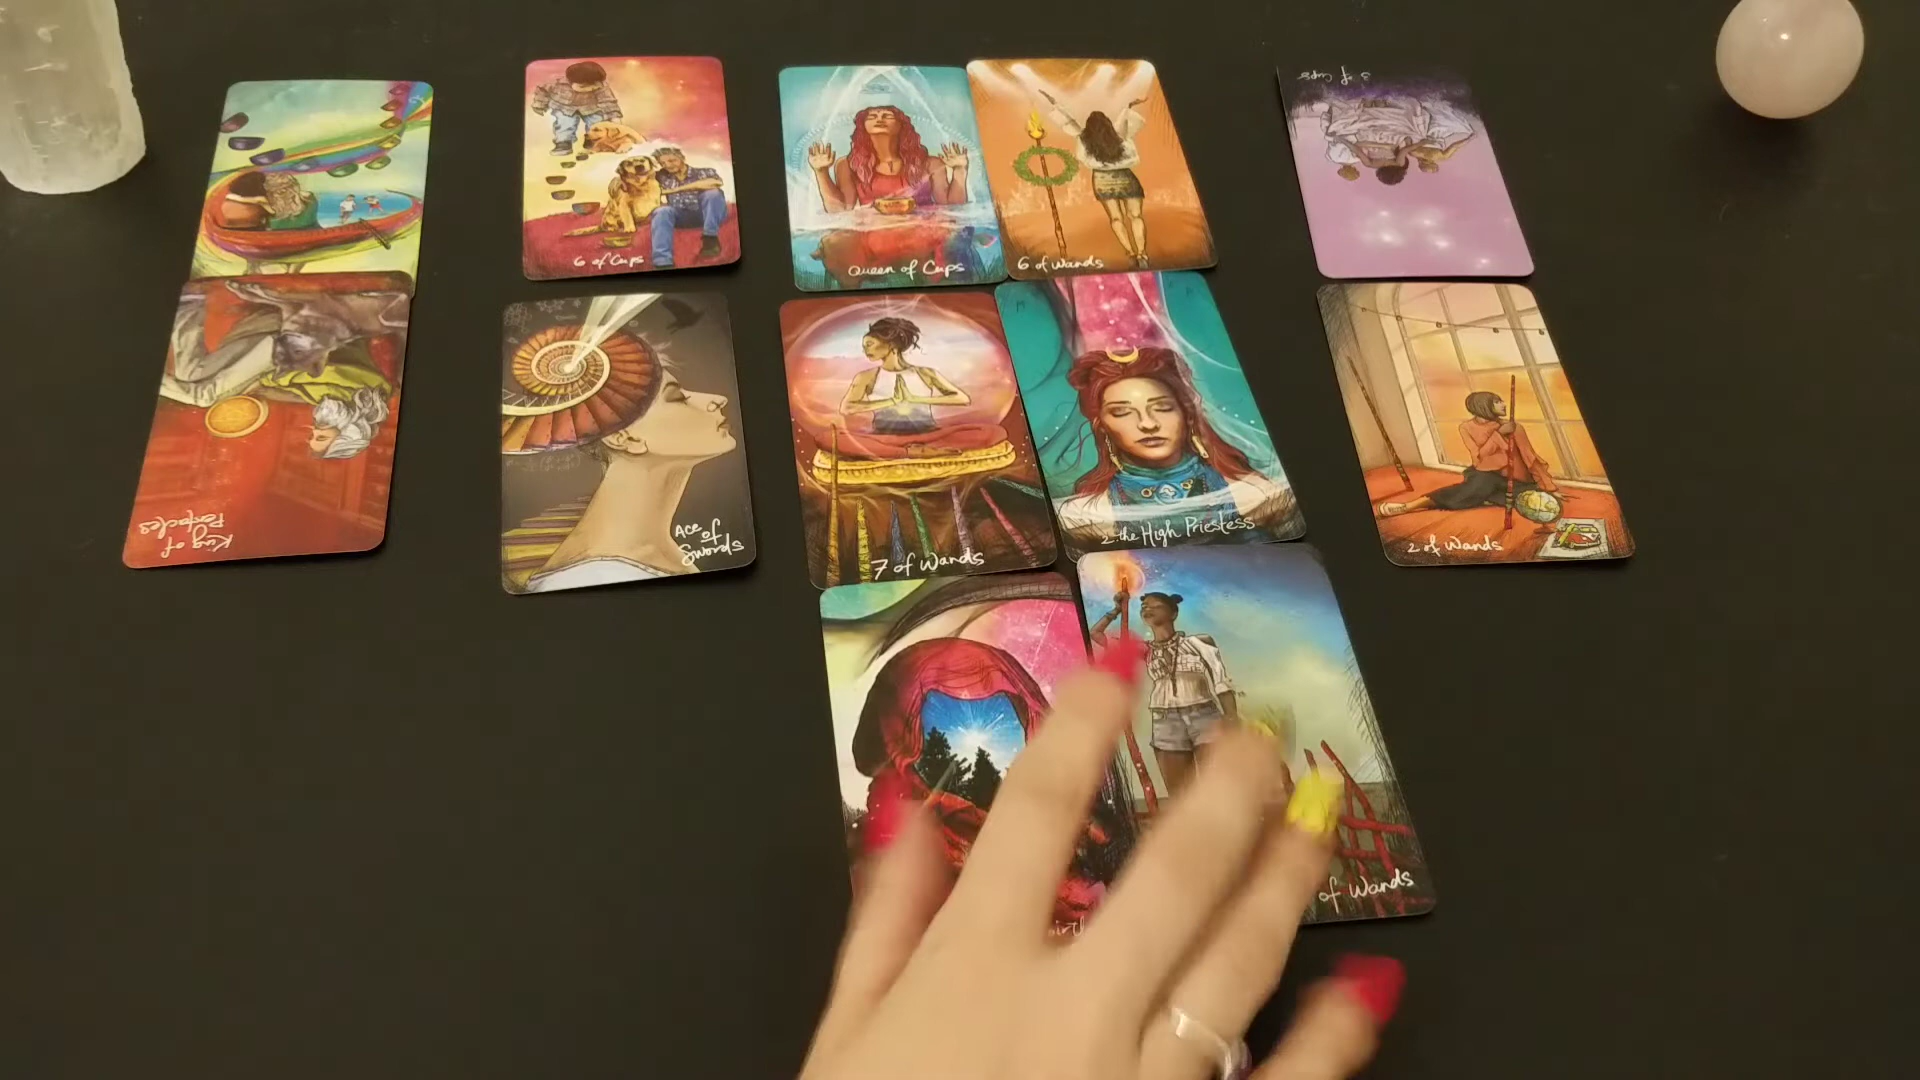 6 of Cups
Queen of Cups
6 of Wands
3 of Cups
King of
Pentacles
Ace
of
Swords
7 of Wands
2. the High Priestess
2 of Wands
of Wands